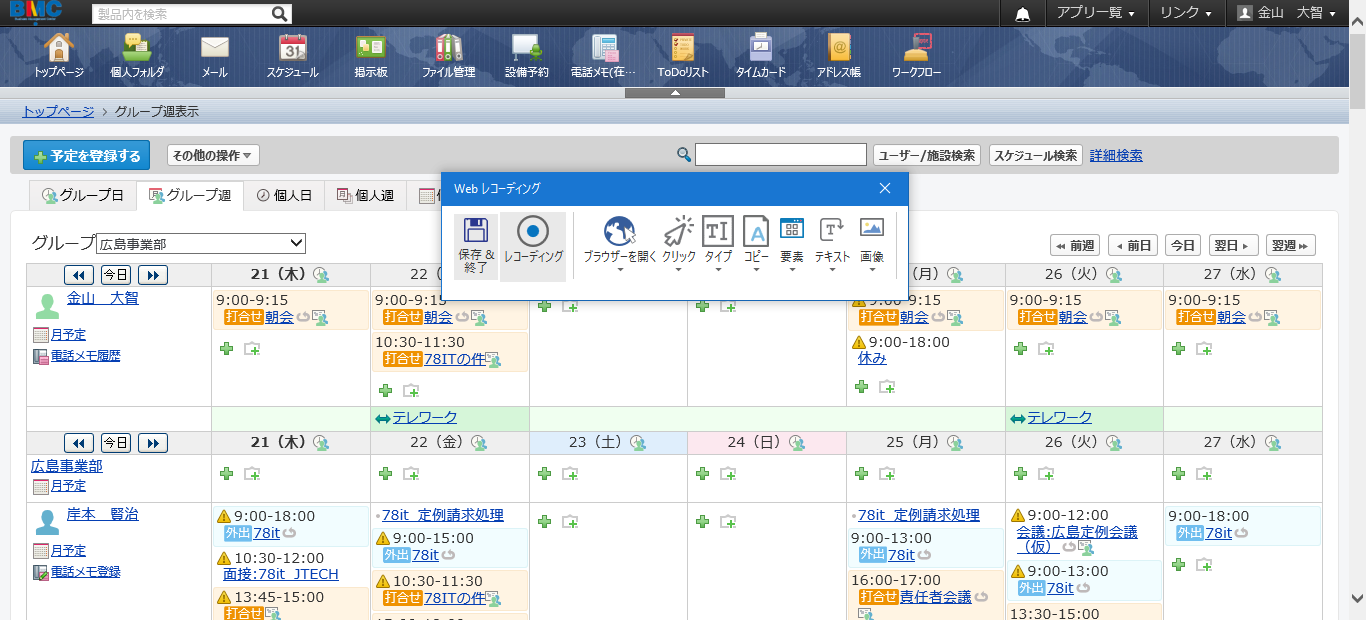 BMC
製品内を検索
アプリ一覧 ▼
リンク ▼
金山　大智 ▼
トップページ
個人フォルダ
メール
スケジュール
掲示板
ファイル管理
設備予約
電話メモ(在…
ToDoリスト
タイムカード
アドレス帳
ワークフロー
トップページ > グループ週表示
予定を登録する
その他の操作▼
ユーザー/施設検索
スケジュール検索
詳細検索
グループ日
グループ週
個人日
個人週
Web レコーディング
保存 &
終了
レコーディング
ブラウザーを開く
クリック
タイプ
コピー
要素
テキスト
画像
グループ 広島事業部
前週
前日
今日
翌日
翌週
今日
21（木）
22
（月）
26（火）
27（水）
金山　大智
月予定
電話メモ履歴
9:00-9:15
打合せ朝会
9:00-9:15
打合せ朝会
10:30-11:30
打合せ78ITの件
9:00-9:15
打合せ朝会
9:00-18:00
休み
9:00-9:15
打合せ朝会
9:00-9:15
打合せ朝会
テレワーク
テレワーク
今日
21（木）
22（金）
23（土）
24（日）
25（月）
26（火）
27（水）
広島事業部
月予定
岸本　賢治
月予定
電話メモ登録
9:00-18:00
外出78it
10:30-12:00
面接:78it JTECH
13:45-15:00
打合せ
78it 定例請求処理
9:00-15:00
外出78it
10:30-11:30
打合せ78ITの件
78it 定例請求処理
9:00-13:00
外出78it
16:00-17:00
打合せ責任者会議
9:00-12:00
会議:広島定例会議
（仮）
9:00-13:00
外出78it
13:30-15:00
9:00-18:00
外出78it